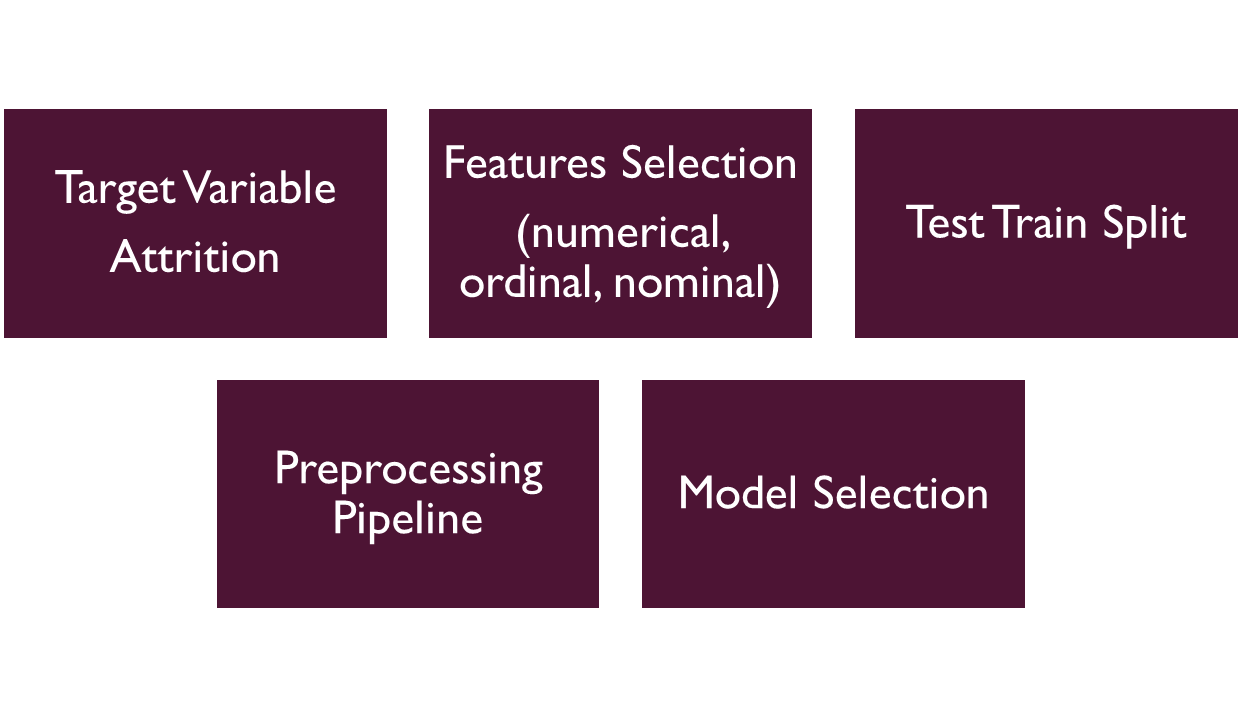 Target Variable
Attrition
Features Selection
(numerical,
ordinal, nominal)
Test Train Split
Preprocessing
Pipeline
Model Selection